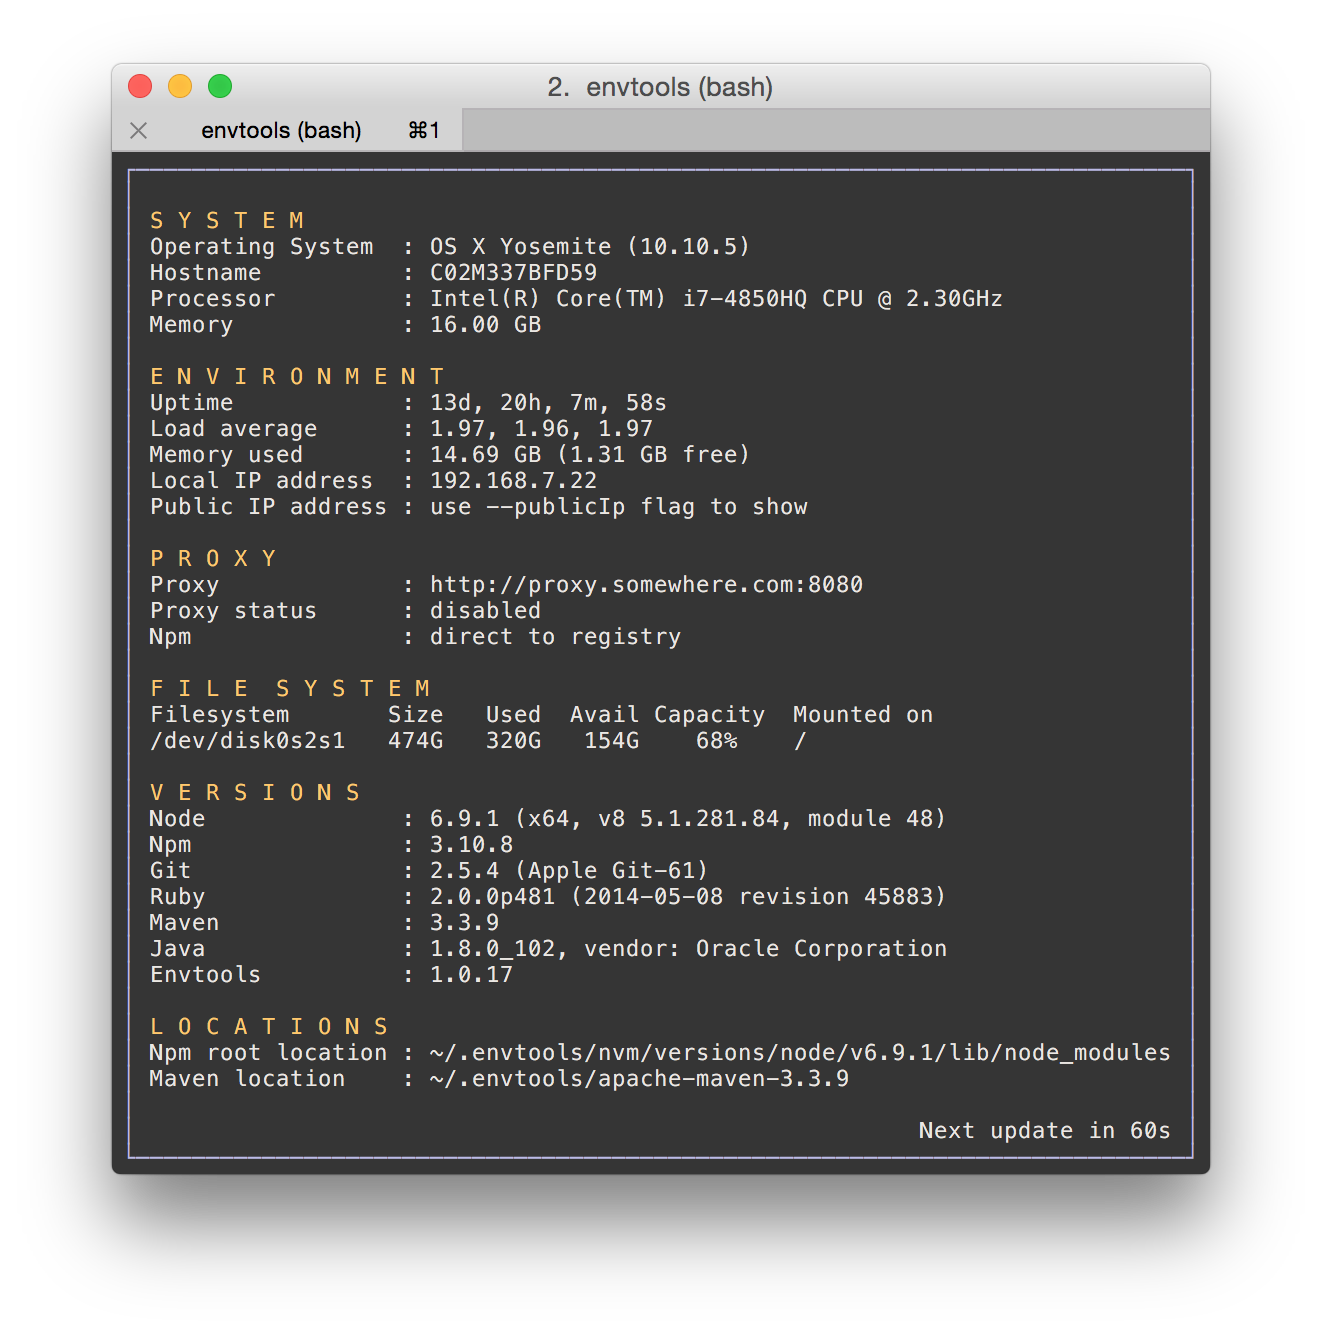 2. envtools (bash)
envtools (bash) ⌘1
S Y S T E M
Operating System : OS X Yosemite (10.10.5)
Hostname : C02M337BFD59
Processor : Intel(R) Core(TM) i7-4850HQ CPU @ 2.30GHz
Memory : 16.00 GB
E N V I R O N M E N T
Uptime : 13d, 20h, 7m, 58s
Load average : 1.97, 1.96, 1.97
Memory used : 14.69 GB (1.31 GB free)
Local IP address : 192.168.7.22
Public IP address : use --publicIp flag to show
P R O X Y
Proxy : http://proxy.somewhere.com:8080
Proxy status : disabled
Npm : direct to registry
F I L E  S Y S T E M
Filesystem Size Used Avail Capacity Mounted on
/dev/disk0s2s1 474G 320G 154G 68% /
V E R S I O N S
Node : 6.9.1 (x64, v8 5.1.281.84, module 48)
Npm : 3.10.8
Git : 2.5.4 (Apple Git-61)
Ruby : 2.0.0p481 (2014-05-08 revision 45883)
Maven : 3.3.9
Java : 1.8.0_102, vendor: Oracle Corporation
Envtools : 1.0.17
L O C A T I O N S
Npm root location : ~/.envtools/nvm/versions/node/v6.9.1/lib/node_modules
Maven location : ~/.envtools/apache-maven-3.3.9
Next update in 60s